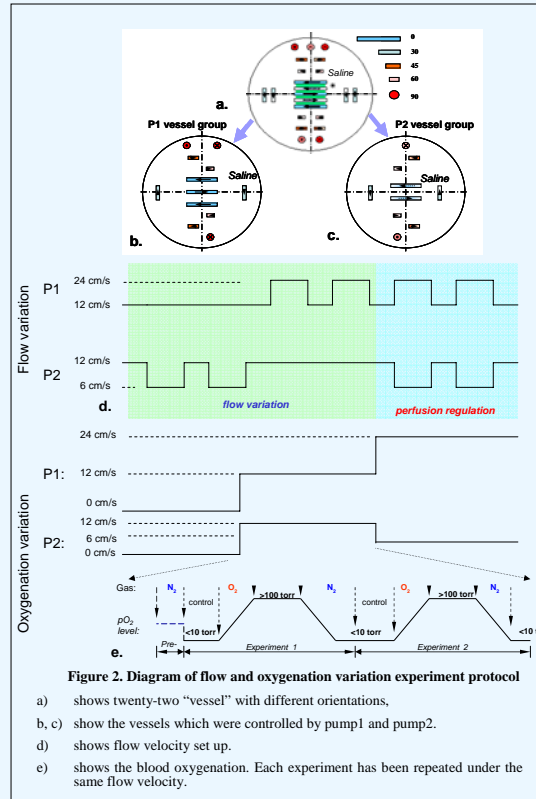 0
30
45
60
90
Saline
a.
P1 vessel group
P2 vessel group
Saline
Saline
b.
c.
Flow variation
P1
24 cm/s
12 cm/s
P2
12 cm/s
6 cm/s
d.
flow variation
perfusion regulation
Oxygenation variation
24 cm/s
P1:
12 cm/s
0 cm/s
12 cm/s
P2:
6 cm/s
0 cm/s
Gas:
N2
control
O2
>100 torr
N2
control
O2
>100 torr
N2
pO2
level:
<10 torr
<10 torr
<10 t
e.
Pre-
Experiment 1
Experiment 2
Figure 2. Diagram of flow and oxygenation variation experiment protocol
a) shows twenty-two “vessel” with different orientations,
b, c) show the vessels which were controlled by pump1 and pump2.
d) shows flow velocity set up.
e) shows the blood oxygenation. Each experiment has been repeated under the
same flow velocity.